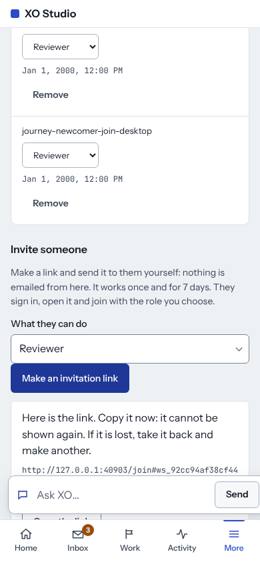 XO Studio
Reviewer
Jan 1, 2000, 12:00 PM
Remove
journey-newcomer-join-desktop
Reviewer
Jan 1, 2000, 12:00 PM
Remove
Invite someone
Make a link and send it to them yourself: nothing is
emailed from here. It works once and for 7 days. They
sign in, open it and join with the role you choose.
What they can do
Reviewer
Make an invitation link
Here is the link. Copy it now: it cannot be
shown again. If it is lost, take it back and
make another.
http://127.0.0.1:40903/join#ws_92cc94af38cf44
Ask XO...
Send
3
Home
Inbox
Work
Activity
More